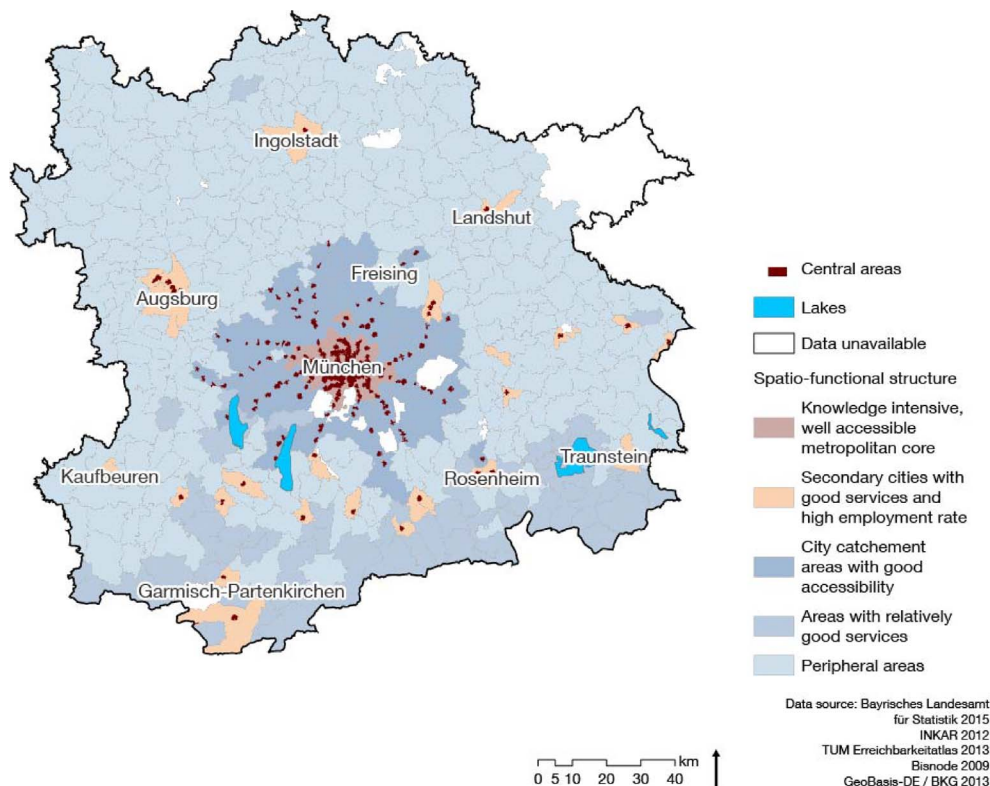 Ingolstadt
Landshut
Freising
Augsburg
München
Kaufbeuren
Rosenheim
Traunstein
Garmisch-Partenkirchen
Central areas
Lakes
Data unavailable
Spatio-functional structure
Knowledge intensive,
well accessible
metropolitan core
Secondary cities with
good services and
high employment rate
City catchement
areas with good
accessibility
Areas with relatively
good services
Peripheral areas
Data source: Bayrisches Landesamt
für Statistik 2015
INKAR 2012
TUM Erreichbarkeitatlas 2013
Bisnode 2009
GeoBasis-DE / BKG 2013
km
0 5 10 20 30 40